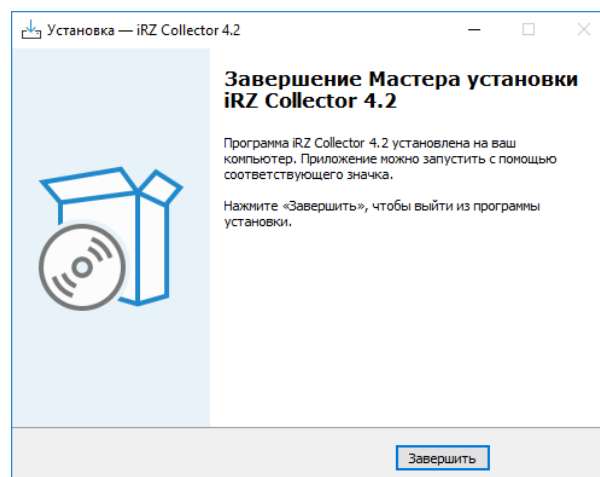 Установка — iRZ Collector 4.2
Завершение Мастера установки
iRZ Collector 4.2
Программа iRZ Collector 4.2 установлена на ваш
компьютер. Приложение можно запустить с помощью
соответствующего значка.
Нажмите «Завершить», чтобы выйти из программы
установки.
Завершить